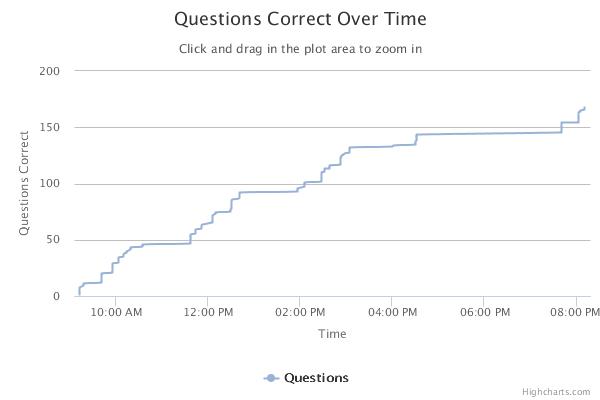 Questions Correct Over Time
Click and drag in the plot area to zoom in
Questions Correct
200
150
100
50
0
10:00 AM 12:00 PM 02:00 PM 04:00 PM 06:00 PM 08:00 PM
Time
Questions
Highcharts.com